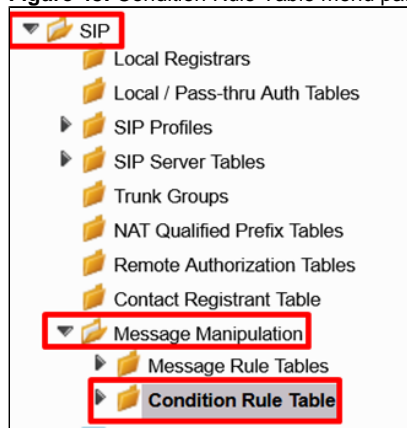 Condition Rule Table menu pa
SIP
Local Registrars
Local / Pass-thru Auth Tables
SIP Profiles
SIP Server Tables
Trunk Groups
NAT Qualified Prefix Tables
Remote Authorization Tables
Contact Registrant Table
Message Manipulation
Message Rule Tables
Condition Rule Table